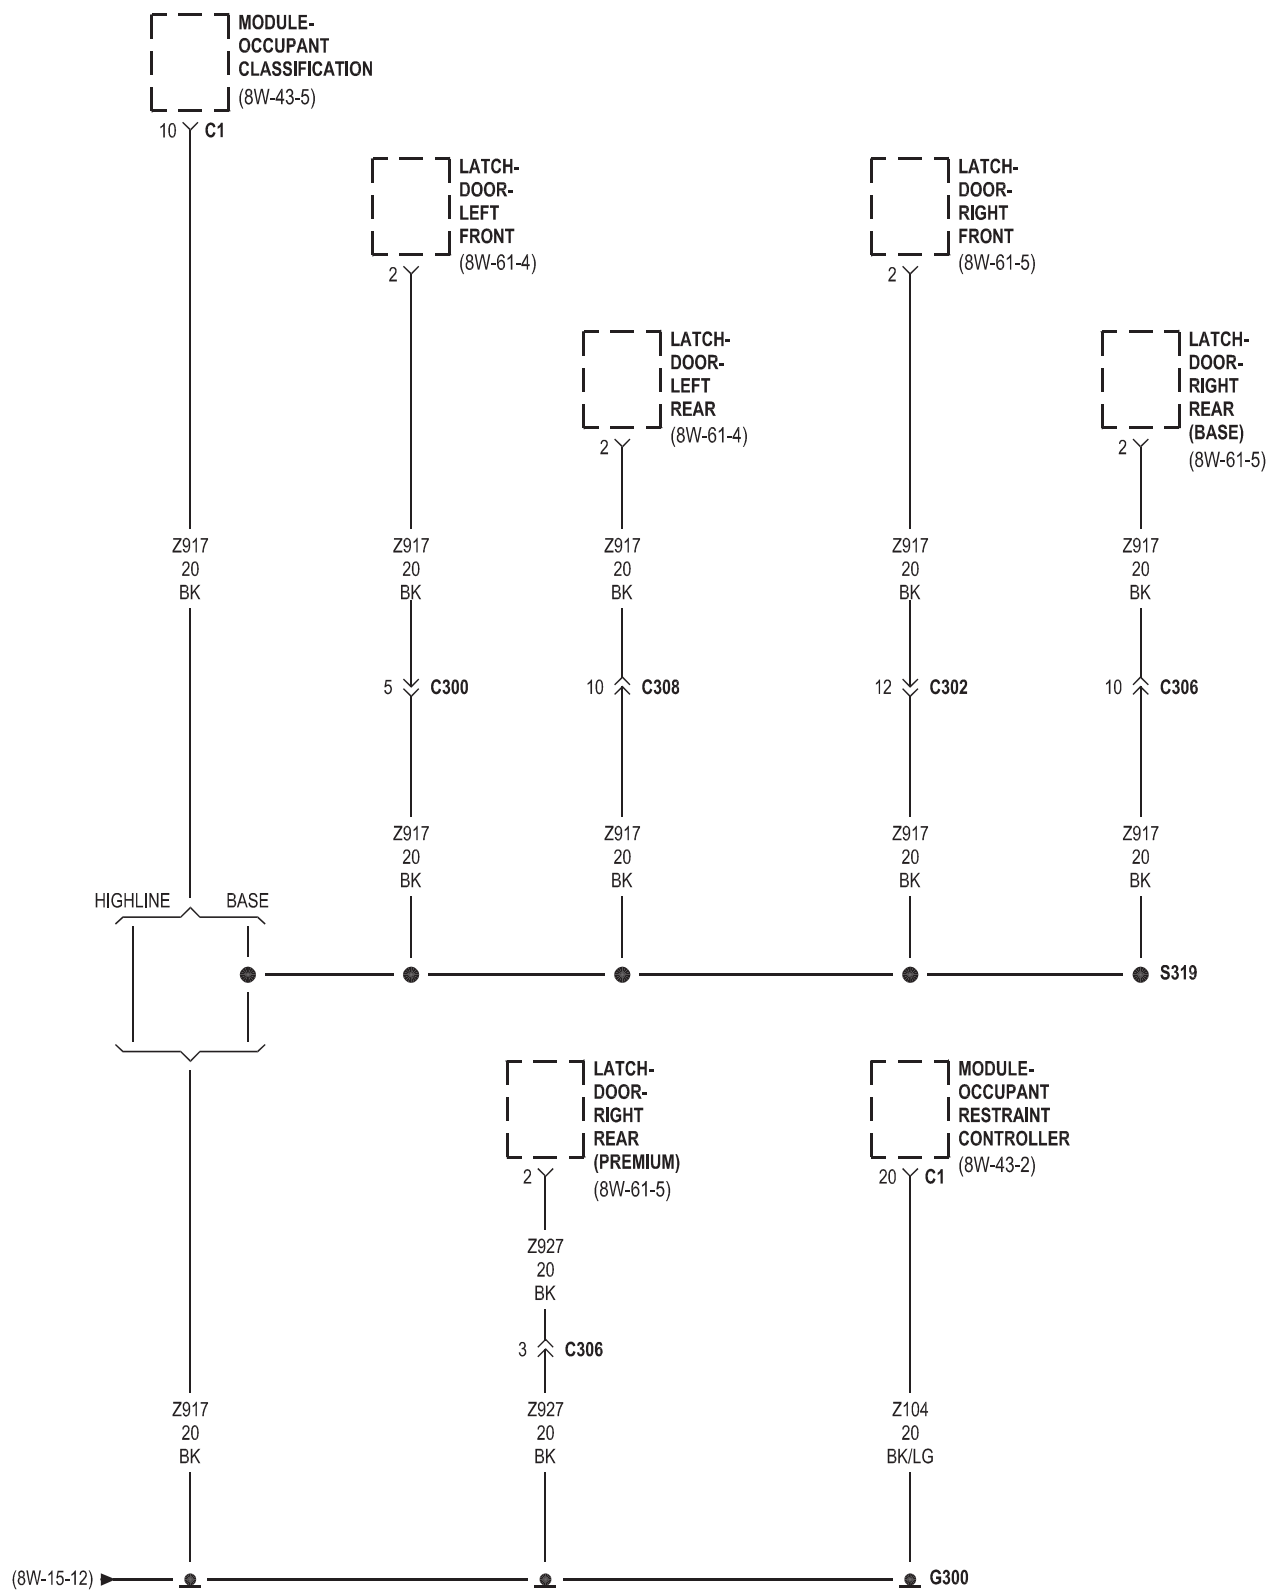 MODULE-
OCCUPANT
CLASSIFICATION
(8W-43-5)
10 C1
LATCH-
DOOR-
LEFT
FRONT
(8W-61-4)
2
LATCH-
DOOR-
RIGHT
FRONT
(8W-61-5)
2
LATCH-
DOOR-
LEFT
REAR
(8W-61-4)
2
LATCH-
DOOR-
RIGHT
REAR
(BASE)
(8W-61-5)
2
Z917
20
BK
Z917
20
BK
Z917
20
BK
Z917
20
BK
Z917
20
BK
5 C300
10 C308
12 C302
10 C306
Z917
20
BK
Z917
20
BK
Z917
20
BK
Z917
20
BK
HIGHLINE BASE
S319
LATCH-
DOOR-
RIGHT
REAR
(PREMIUM)
(8W-61-5)
2
MODULE-
OCCUPANT
RESTRAINT
CONTROLLER
(8W-43-2)
20 C1
Z927
20
BK
3 C306
Z917
20
BK
Z927
20
BK
Z104
20
BK/LG
(8W-15-12)
G300